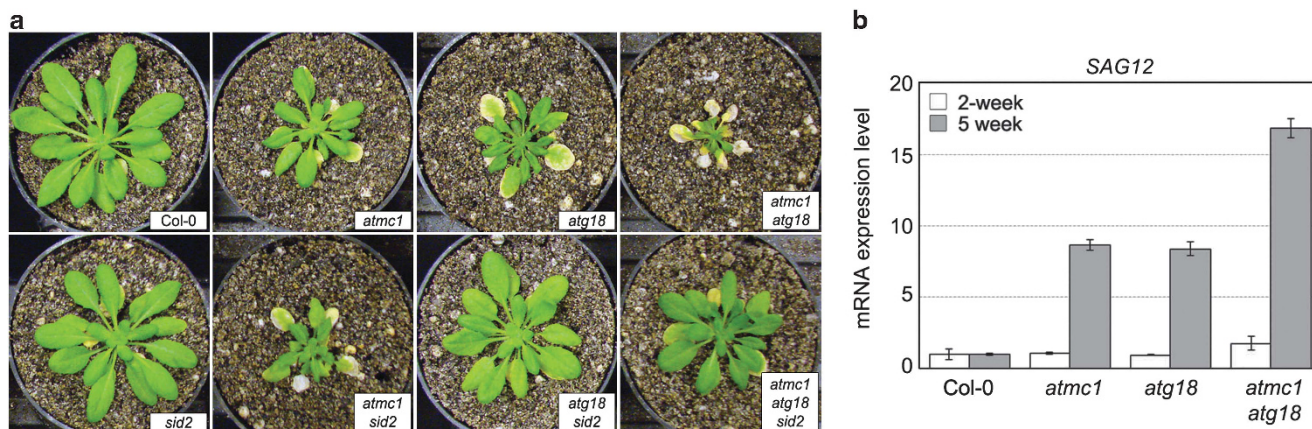 a
Col-0
atmc1
atg18
atmc1
atg18
sid2
atmc1
sid2
atg18
sid2
atmc1
atg18
sid2
b
SAG12
mRNA expression level
20
15
10
5
0
2-week
5 week
Col-0
atmc1
atg18
atmc1
atg18